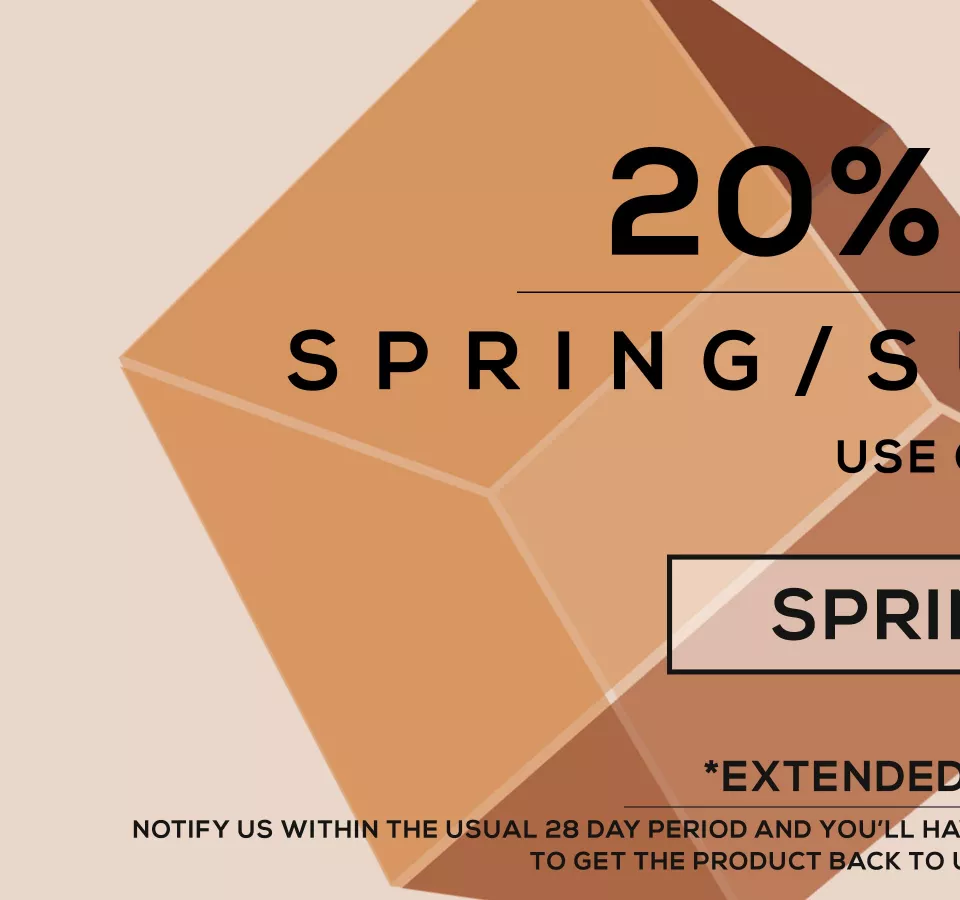 20%
SPRING/S
USE
SPRI
*EXTENDED
NOTIFY US WITHIN THE USUAL 28 DAY PERIOD AND YOU'LL HA
TO GET THE PRODUCT BACK TO